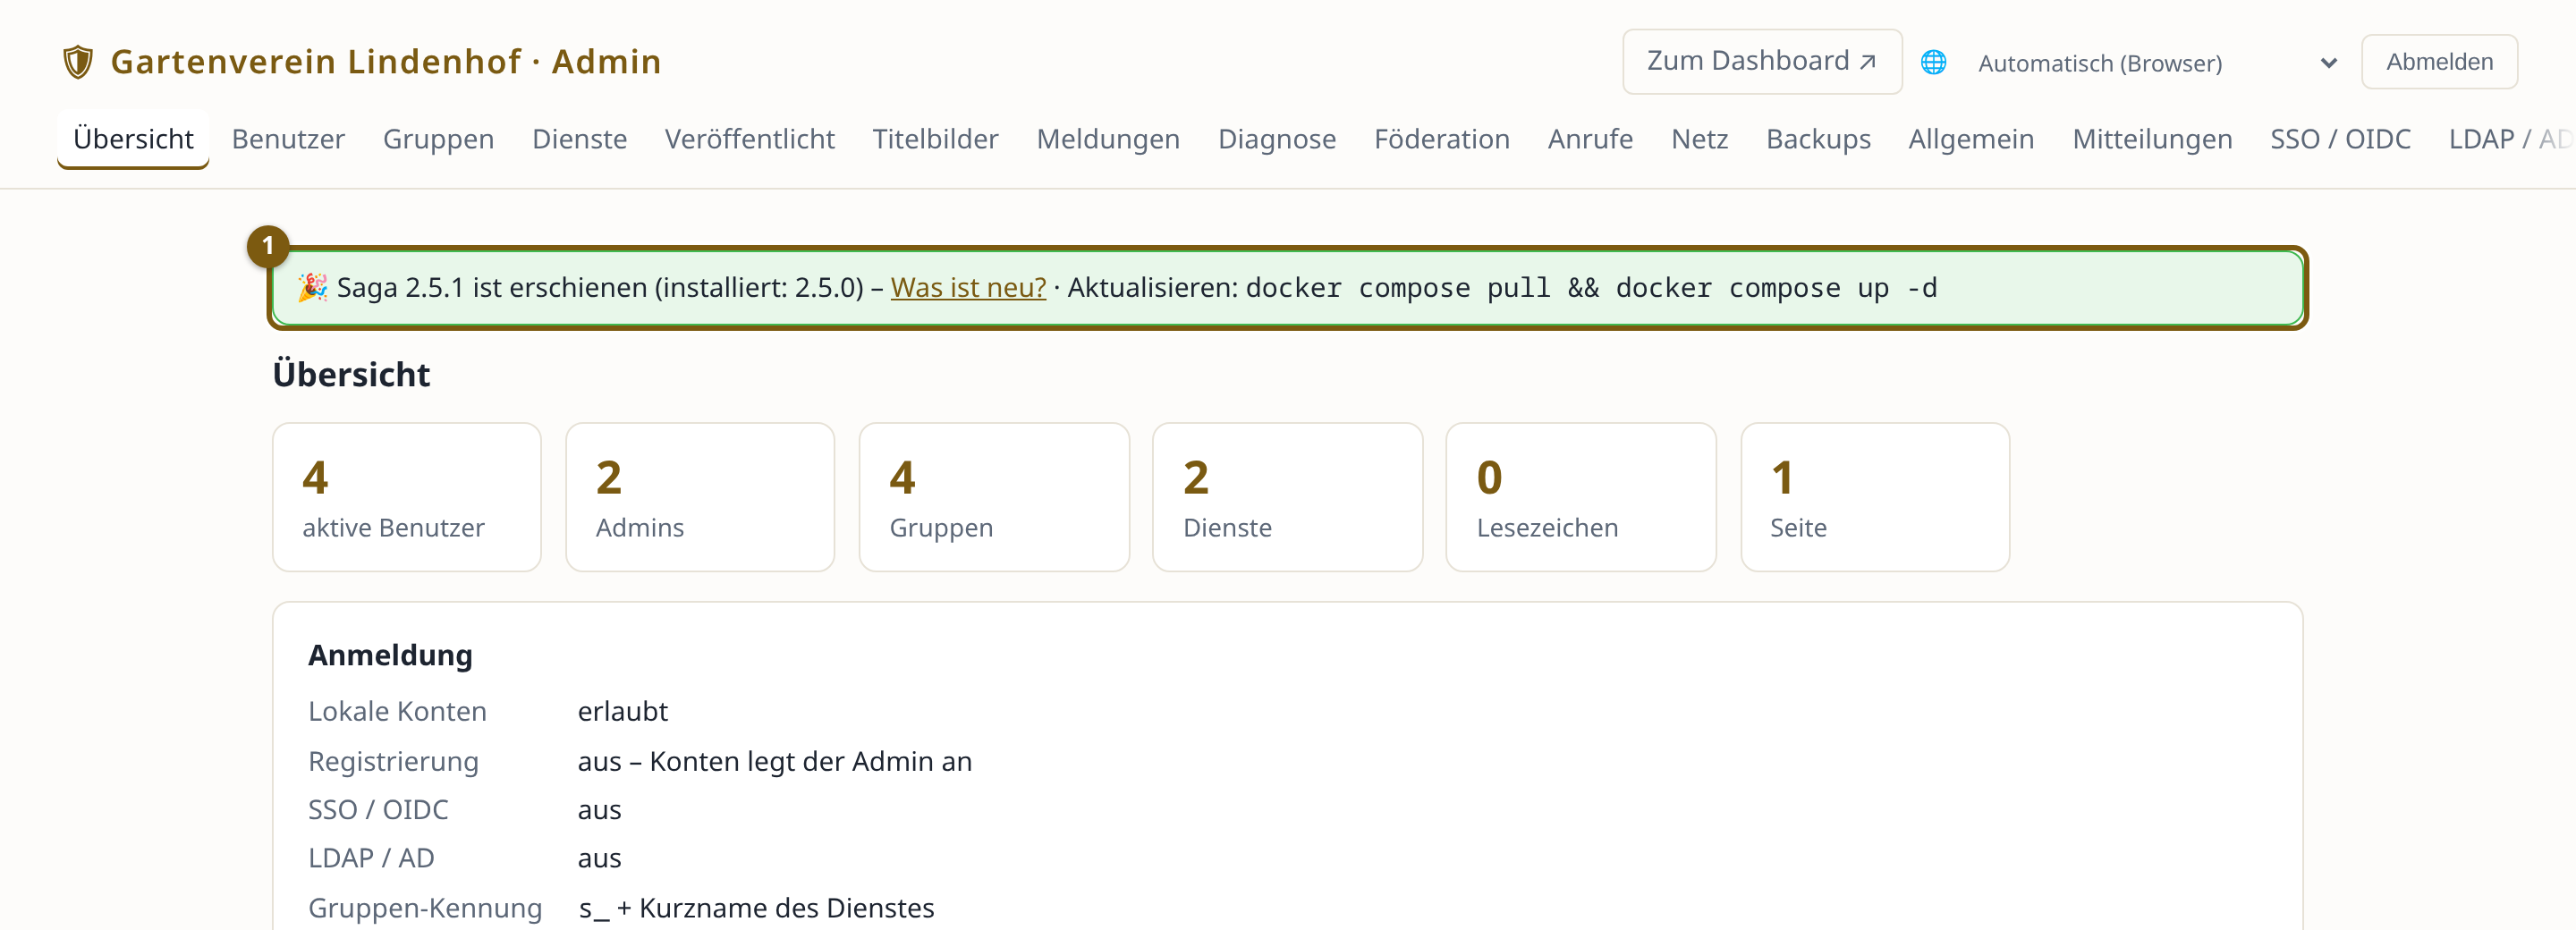 Gartenverein Lindenhof · Admin
Zum Dashboard ↗
Automatisch (Browser)
Abmelden
Übersicht Benutzer Gruppen Dienste Veröffentlicht Titelbilder Meldungen Diagnose Föderation Anrufe Netz Backups Allgemein Mitteilungen SSO / OIDC LDAP / AD
1
🎉 Saga 2.5.1 ist erschienen (installiert: 2.5.0) – Was ist neu? · Aktualisieren: docker compose pull && docker compose up -d
Übersicht
4
aktive Benutzer
2
Admins
4
Gruppen
2
Dienste
0
Lesezeichen
1
Seite
Anmeldung
Lokale Konten erlaubt
Registrierung aus – Konten legt der Admin an
SSO / OIDC aus
LDAP / AD aus
Gruppen-Kennung s_ + Kurzname des Dienstes